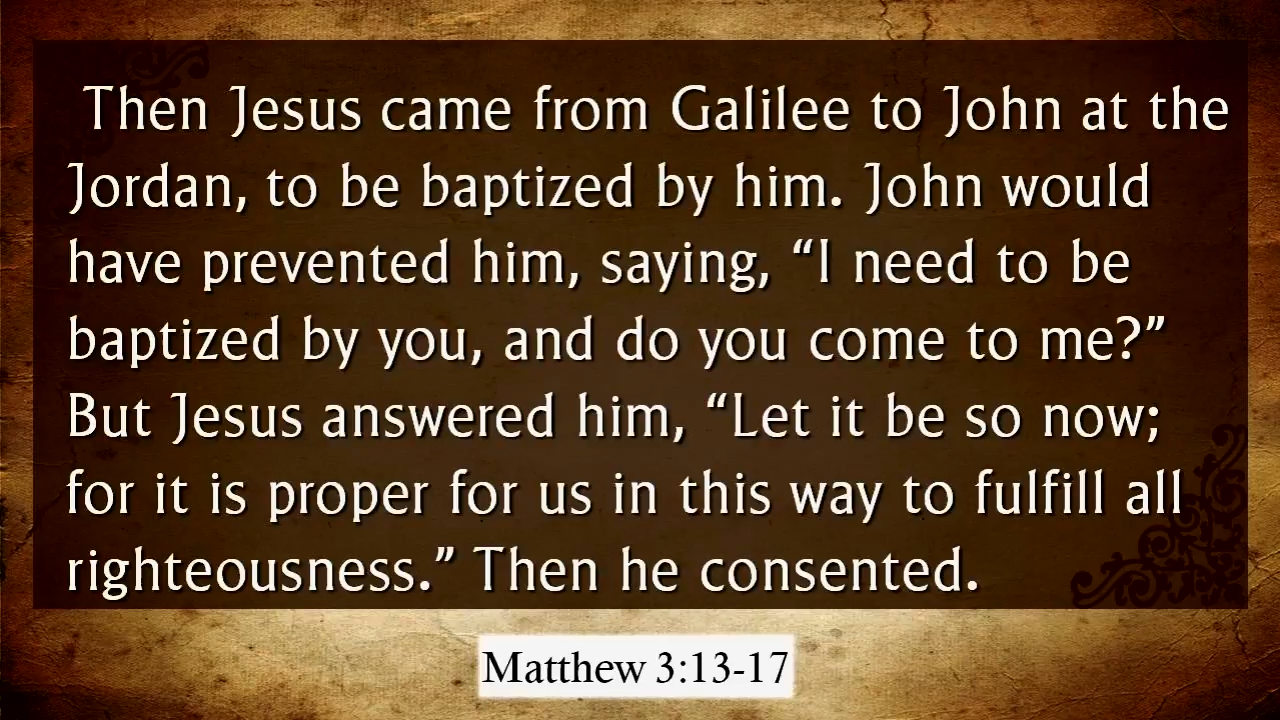 Then Jesus came from Galilee to John at the
Jordan, to be baptized by him. John would
have prevented him, saying, “I need to be
baptized by you, and do you come to me?”
But Jesus answered him, “Let it be so now;
for it is proper for us in this way to fulfill all
righteousness.” Then he consented.
Matthew 3:13-17